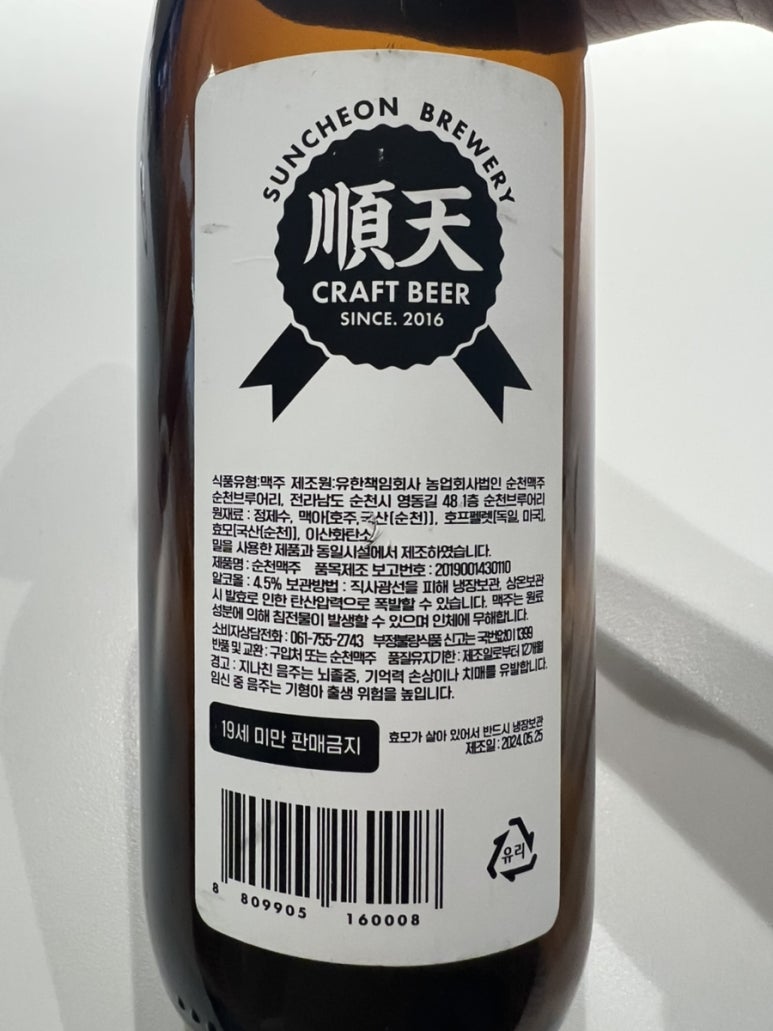 SUNCHEON BREWERY
順天
CRAFT BEER
SINCE. 2016
식품유형:맥주 제조원:유한책임회사 농업회사법인 순천맥주
순천브루어리, 전라남도 순천시 영동길 48 1층 순천브루어리
원재료 : 정제수, 맥아[호주,국산(순천)], 호프펠렛[독일, 미국],
효모[국산(순천)], 이산화탄소
밀을 사용한 제품과 동일시설에서 제조하였습니다.
제품명 : 순천맥주 품목제조 보고번호 : 2019001430110
알코올 : 4.5% 보관방법 : 직사광선을 피해 냉장보관, 상온보관
시 발효로 인한 탄산압력으로 폭발할 수 있습니다. 맥주는 원료
성분에 의해 침전물이 발생할 수 있으며 인체에 무해합니다.
소비자상담전화 : 061-755-2743 부정불량식품 신고는 국번없이 1399
반품 및 교환 : 구입처 또는 순천맥주 품질유지기한 : 제조일로부터 12개월
경고 : 지나친 음주는 뇌졸중, 기억력 손상이나 치매를 유발합니다.
임신 중 음주는 기형아 출생 위험을 높입니다.
19세 미만 판매금지
효모가 살아 있어서 반드시 냉장보관
제조일 : 2024.05.25
유리
8 809905 160008